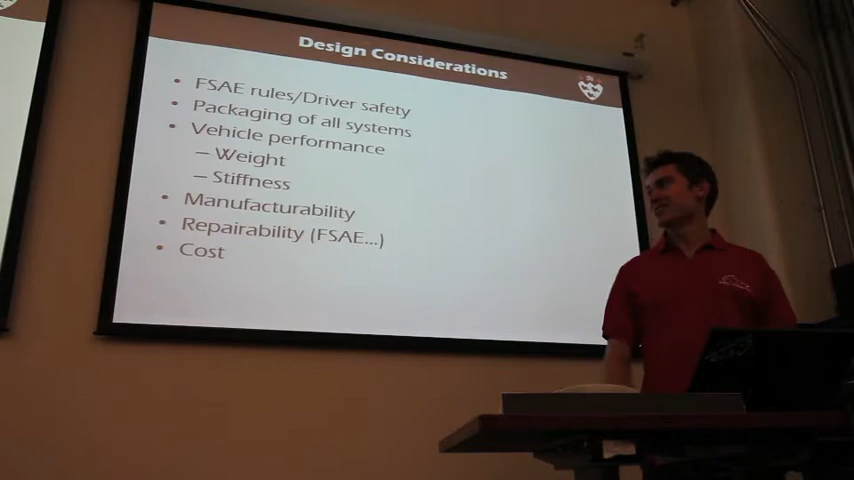 Design Considerations
• FSAE rules/Driver safety
• Packaging of all systems
• Vehicle performance
– Weight
– Stiffness
• Manufacturability
• Repairability (FSAE...)
• Cost